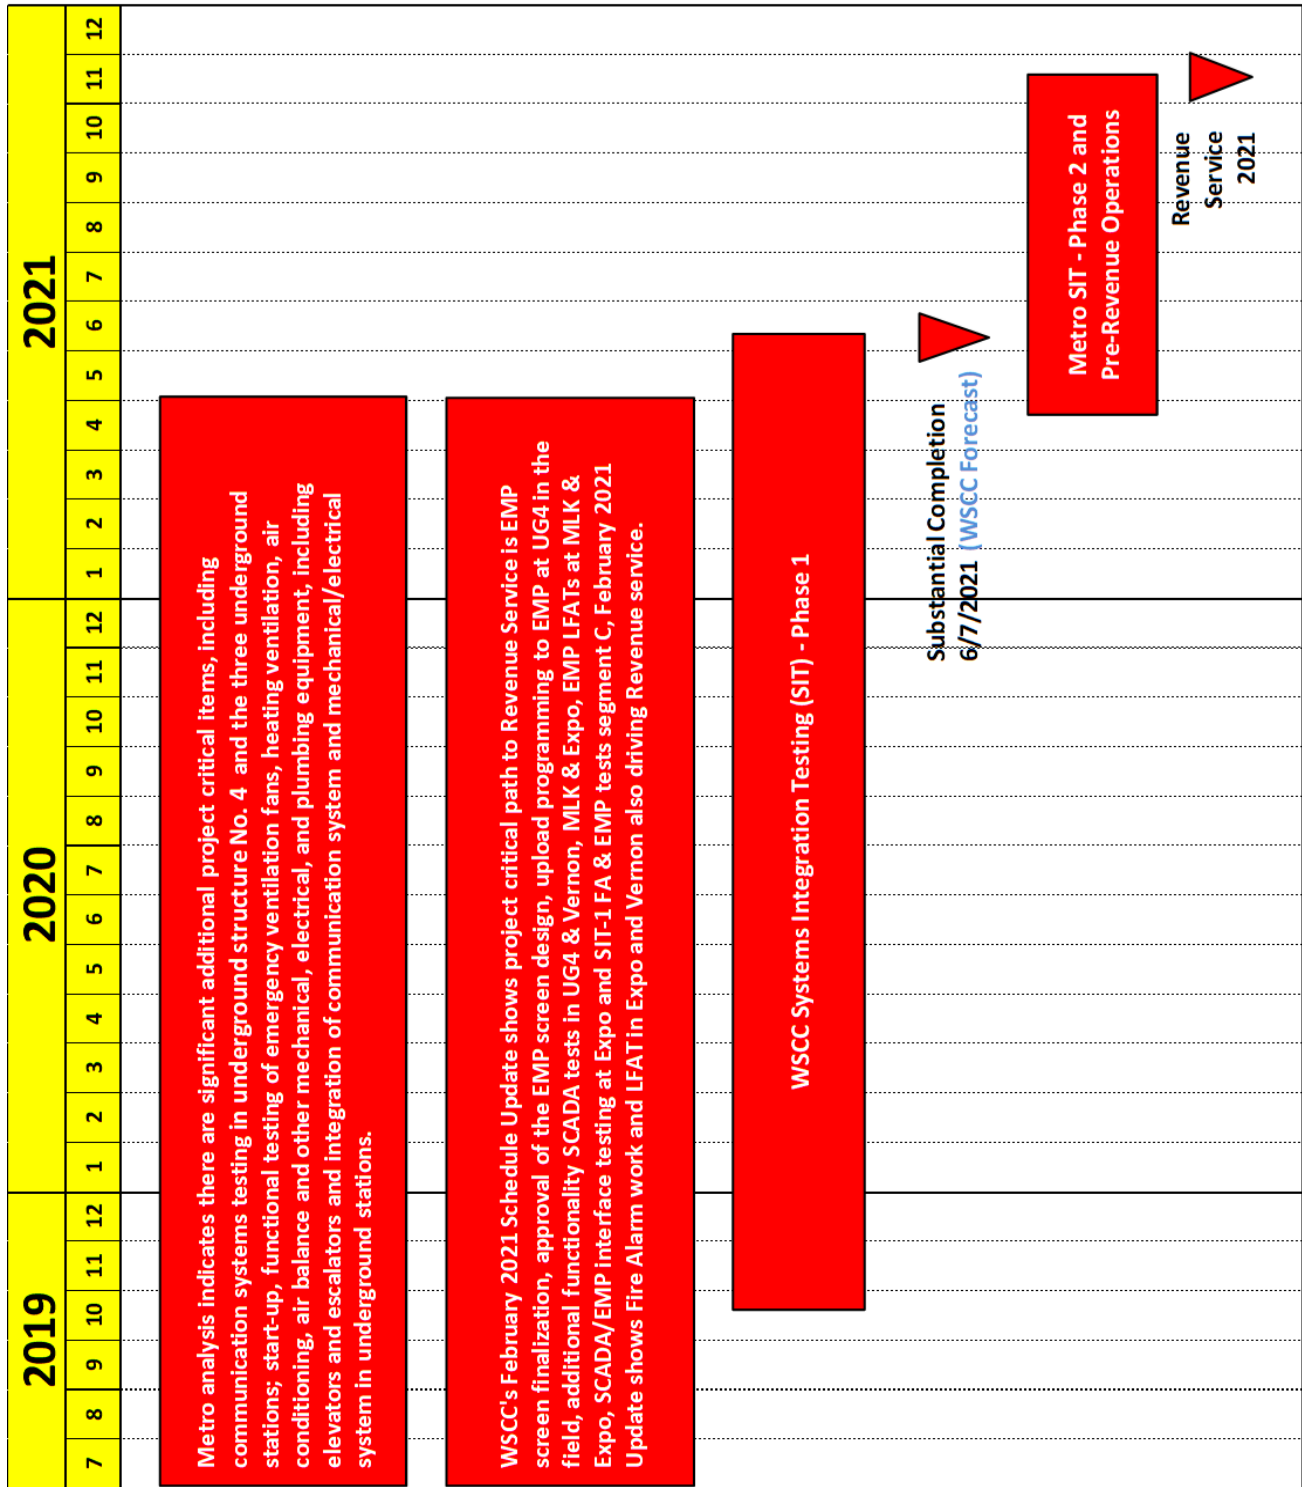 2019 2020 2021
7 8 9 10 11 12 1 2 3 4 5 6 7 8 9 10 11 12 1 2 3 4 5 6 7 8 9 10 11 12
Metro analysis indicates there are significant additional project critical items, including
communication systems testing in underground structure No. 4 and the three underground
stations; start-up, functional testing of emergency ventilation fans, heating ventilation, air
conditioning, air balance and other mechanical, electrical, and plumbing equipment, including
elevators and escalators and integration of communication system and mechanical/electrical
system in underground stations.
WSCC's February 2021 Schedule Update shows project critical path to Revenue Service is EMP
screen finalization, approval of the EMP screen design, upload programming to EMP at UG4 in the
field, additional functionality SCADA tests in UG4 & Vernon, MLK & Expo, EMP LFATs at MLK &
Expo, SCADA/EMP interface testing at Expo and SIT-1 FA & EMP tests segment C, February 2021
Update shows Fire Alarm work and LFAT in Expo and Vernon also driving Revenue service.
WSCC Systems Integration Testing (SIT) - Phase 1
Substantial Completion
6/7/2021 (WSCC Forecast)
Metro SIT - Phase 2 and
Pre-Revenue Operations
Revenue
Service
2021